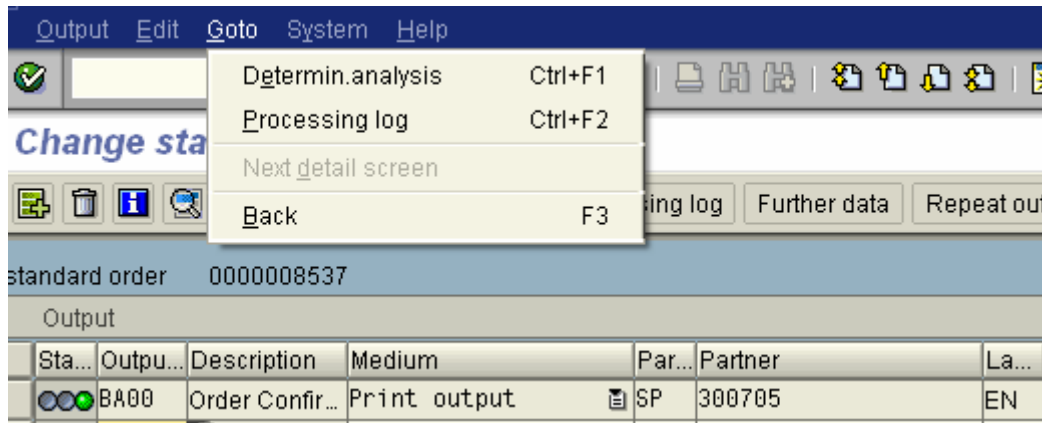 Output Edit Goto System Help
Determin.analysis Ctrl+F1
Processing log Ctrl+F2
Next detail screen
Back F3
Change sta
ing log Further data Repeat out
standard order 0000008537
Output
Sta... Outpu... Description Medium Par... Partner La...
BA00 Order Confir... Print output SP 300705 EN